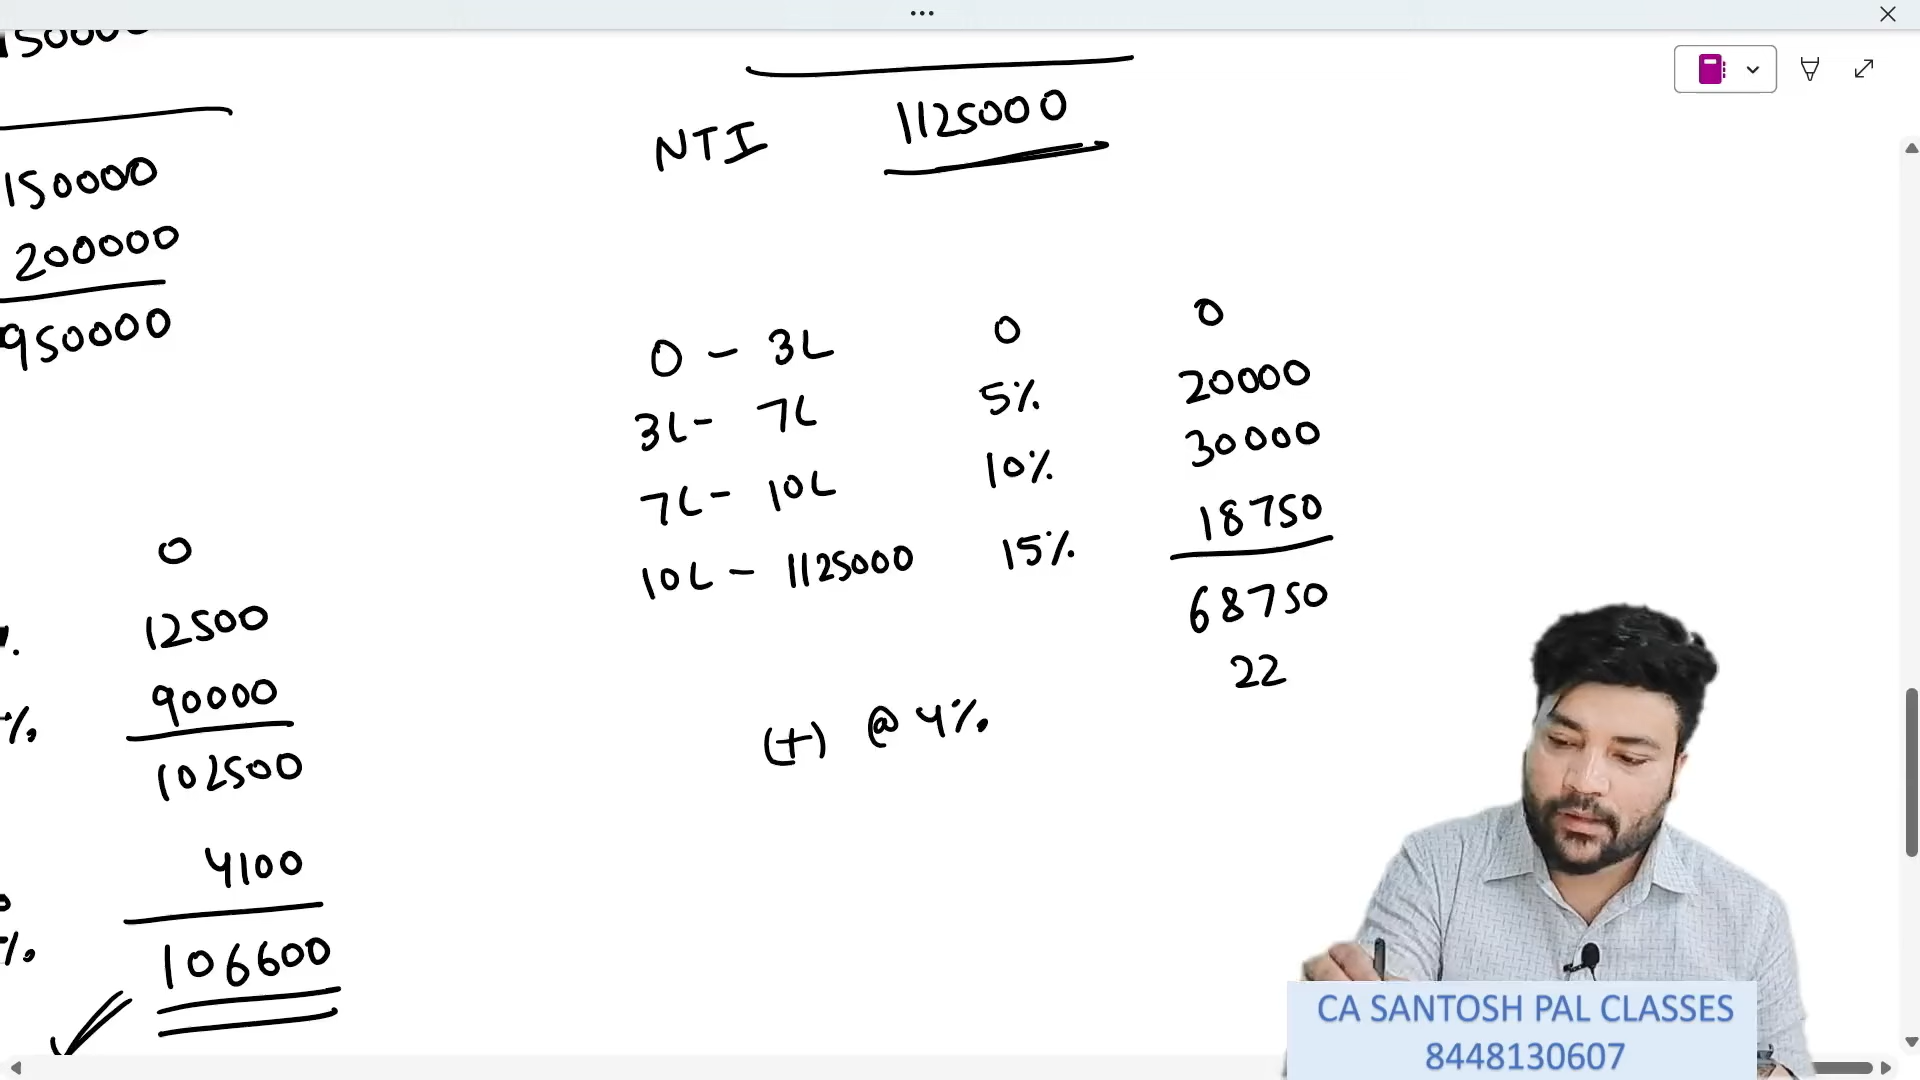 150000
150000
200000
950000
0
12500
90000
%.
102500
4100
106600
%.
NTI 1125000
0 - 3L 0 0
3L - 7L 5% 20000
7L - 10L 10% 30000
10L - 1125000 15% 18750
68750
22
(+) @ 4%
CA SANTOSH PAL CLASSES
8448130607